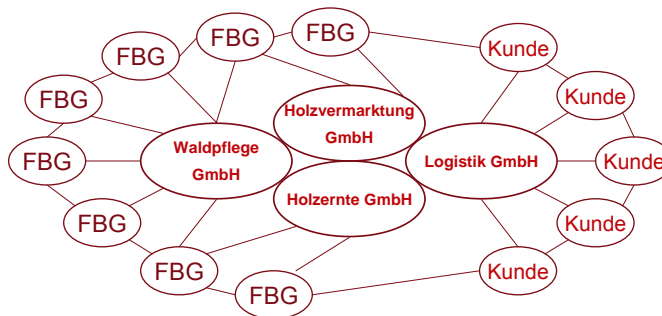 FBG
FBG
FBG
Kunde
FBG
Kunde
FBG
Holzvermarktung
GmbH
Waldpflege
GmbH
Logistik GmbH
Kunde
FBG
Holzernte GmbH
FBG
Kunde
FBG
Kunde
FBG